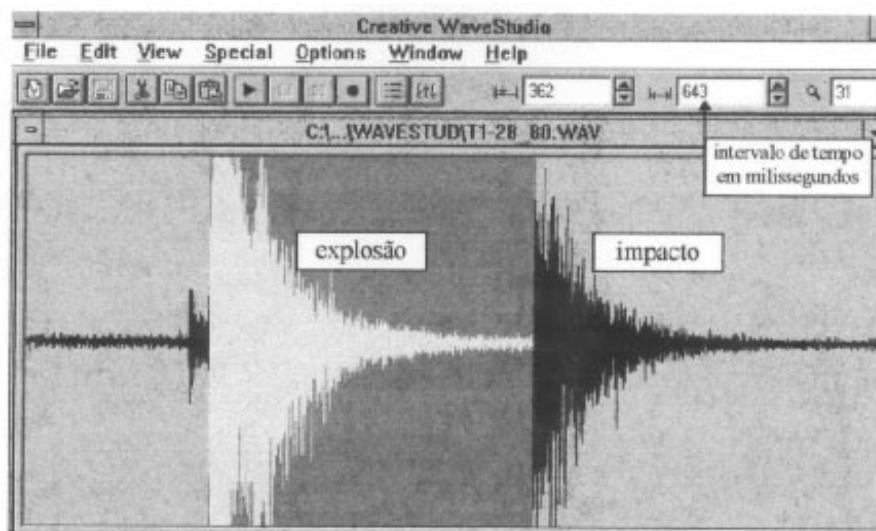 Creative WaveStudio
File Edit View Special Options Window Help
362 643 31
C:\...\WAVESTUD\T1-28_80.WAV
intervalo de tempo
em milissegundos
explosão
impacto